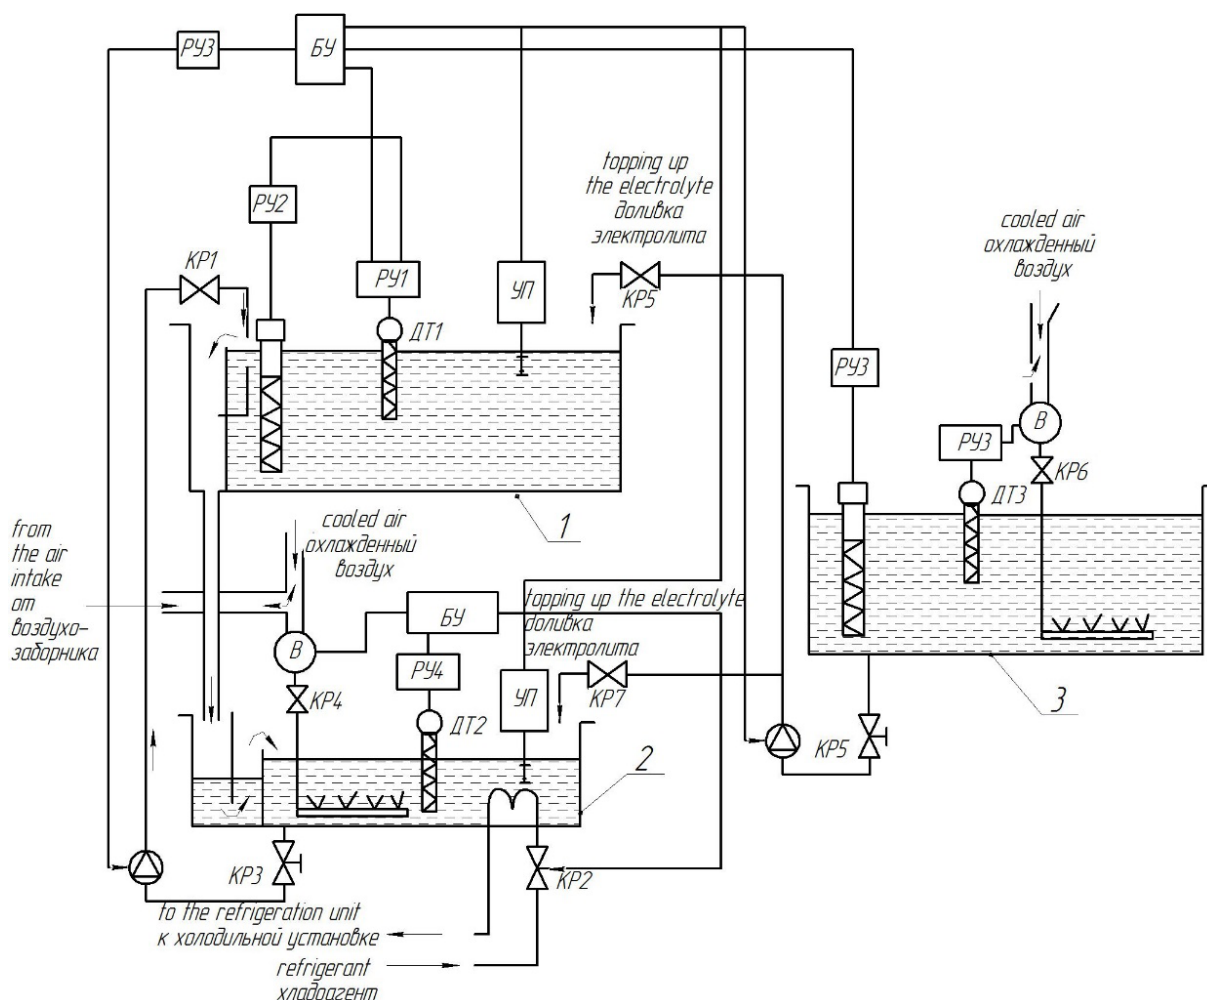 РУ3
БУ
РУ2
КР1
РУ1
УП
topping up
the electrolyte
доливка
электролита
КР5
ДТ1
cooled air
охлажденный
воздух
РУ3
В
РУ3
КР6
ДТ3
1
from
the air
intake
от
воздухо-
заборника
cooled air
охлажденный
воздух
БУ
topping up the electrolyte
доливка
электролита
В
КР4
РУ4
УП
КР7
ДТ2
3
КР5
2
КР3
КР2
to the refrigeration unit
к холодильной установке
refrigerant
хладоагент